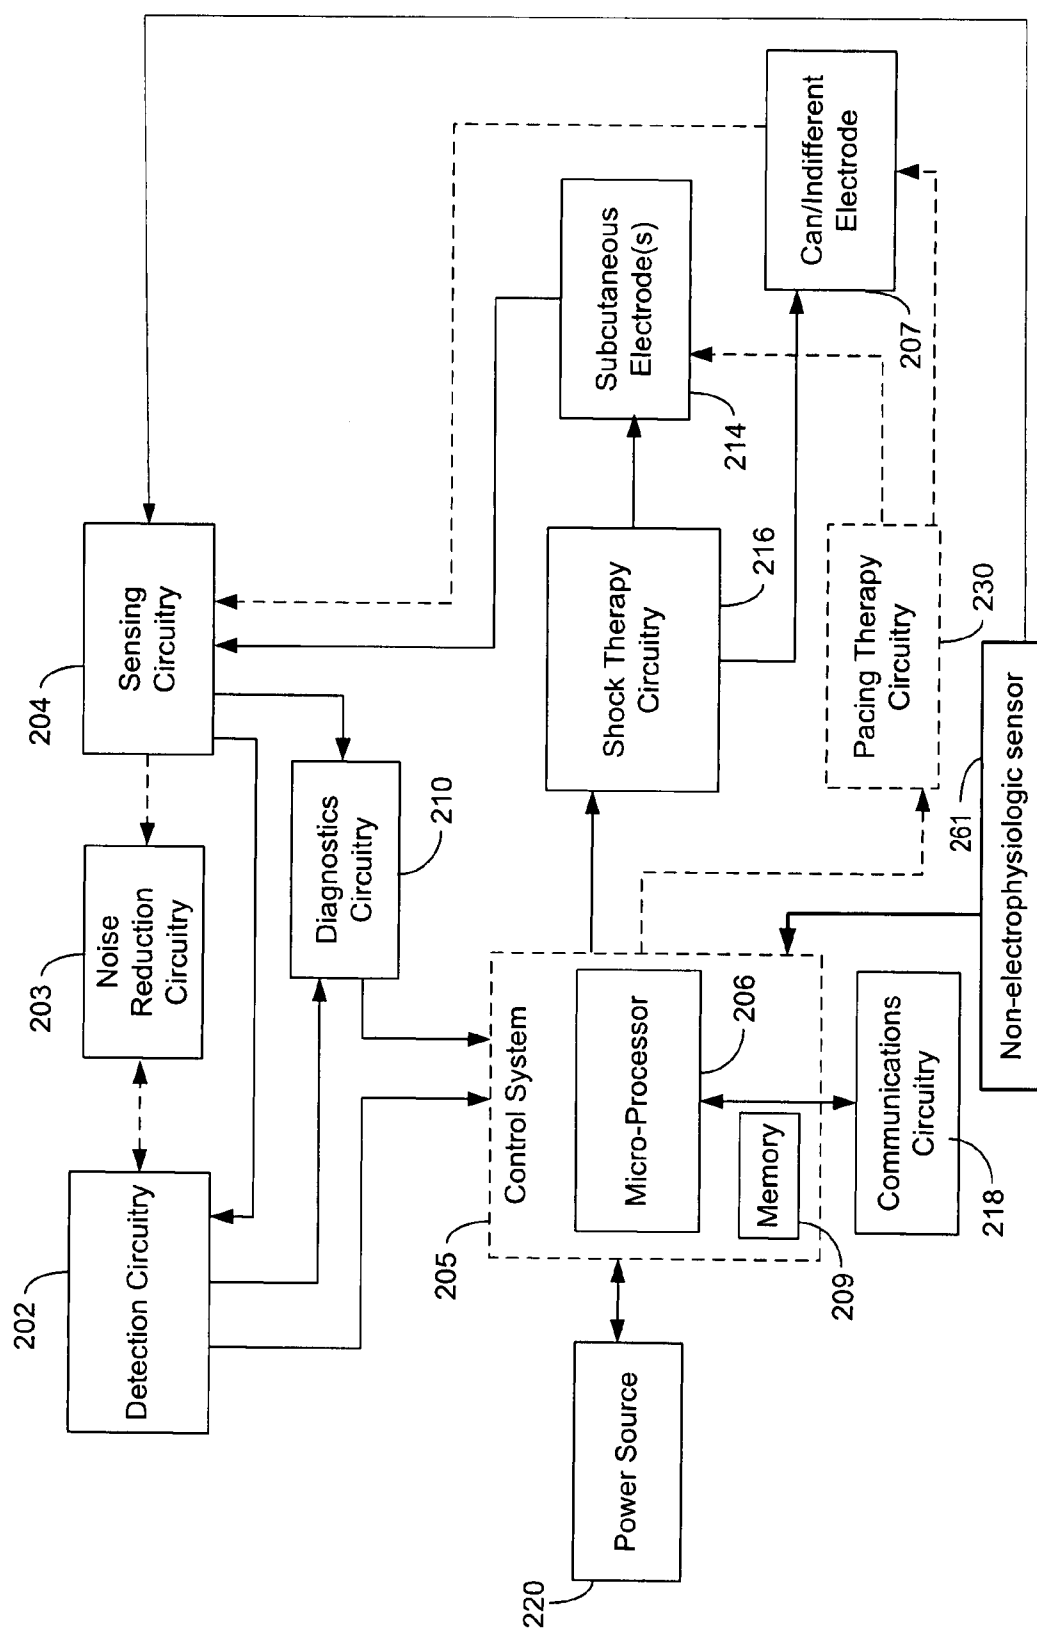 202
Detection Circuitry
203
Noise
Reduction
Circuitry
204
Sensing
Circuitry
Diagnostics
Circuitry
210
205
Control System
Micro-Processor
206
Memory
209
220
Power Source
Communications
Circuitry
218
Shock Therapy
Circuitry
216
Subcutaneous
Electrode(s)
214
Can/Indifferent
Electrode
207
Pacing Therapy
Circuitry
230
261
Non-electrophysiologic sensor